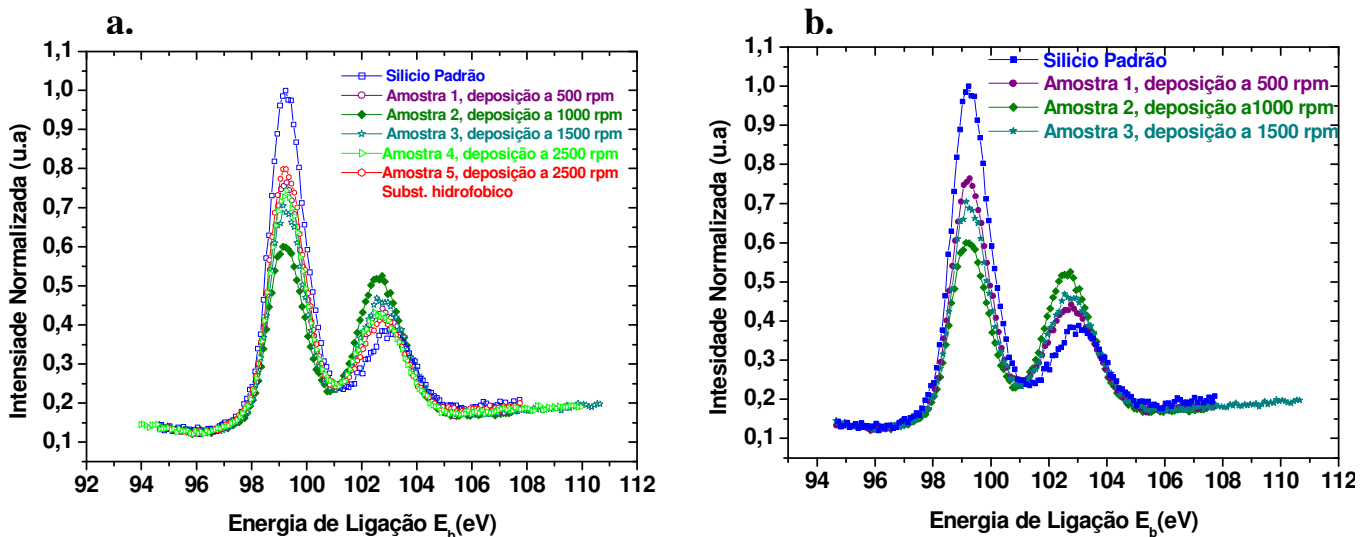 a.
Intensiade Normalizada (u.a)
1,1
1,0
0,9
0,8
0,7
0,6
0,5
0,4
0,3
0,2
0,1
Silicio Padrão
Amostra 1, deposição a 500 rpm
Amostra 2, deposição a 1000 rpm
Amostra 3, deposição a 1500 rpm
Amostra 4, deposição a 2500 rpm
Amostra 5, deposição a 2500 rpm
Subst. hidrofobico
92 94 96 98 100 102 104 106 108 110 112
Energia de Ligação E_b(eV)
b.
Intesidade Normalizada (u.a)
1,1
1,0
0,9
0,8
0,7
0,6
0,5
0,4
0,3
0,2
0,1
Silicio Padrão
Amostra 1, deposição a 500 rpm
Amostra 2, deposição a1000 rpm
Amostra 3, deposição a 1500 rpm
94 96 98 100 102 104 106 108 110 112
Energia de Ligação E_b(eV)